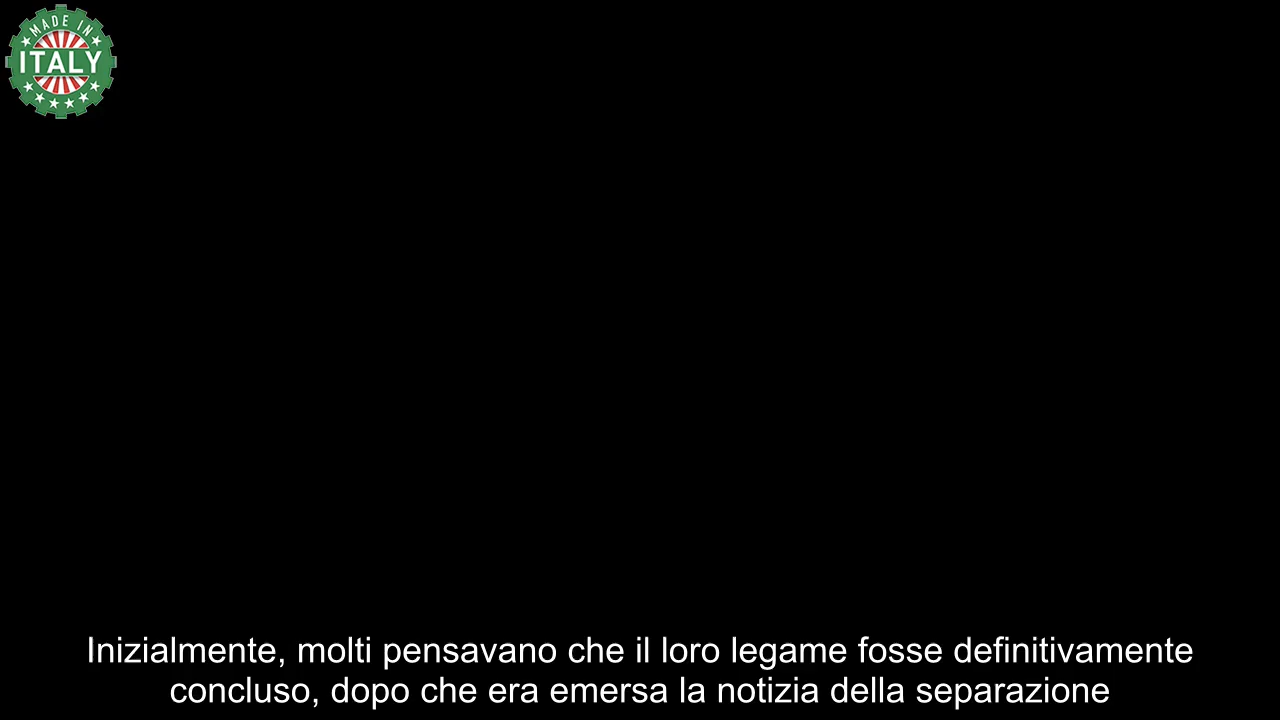 MADE IN
ITALY
Inizialmente, molti pensavano che il loro legame fosse definitivamente
concluso, dopo che era emersa la notizia della separazione